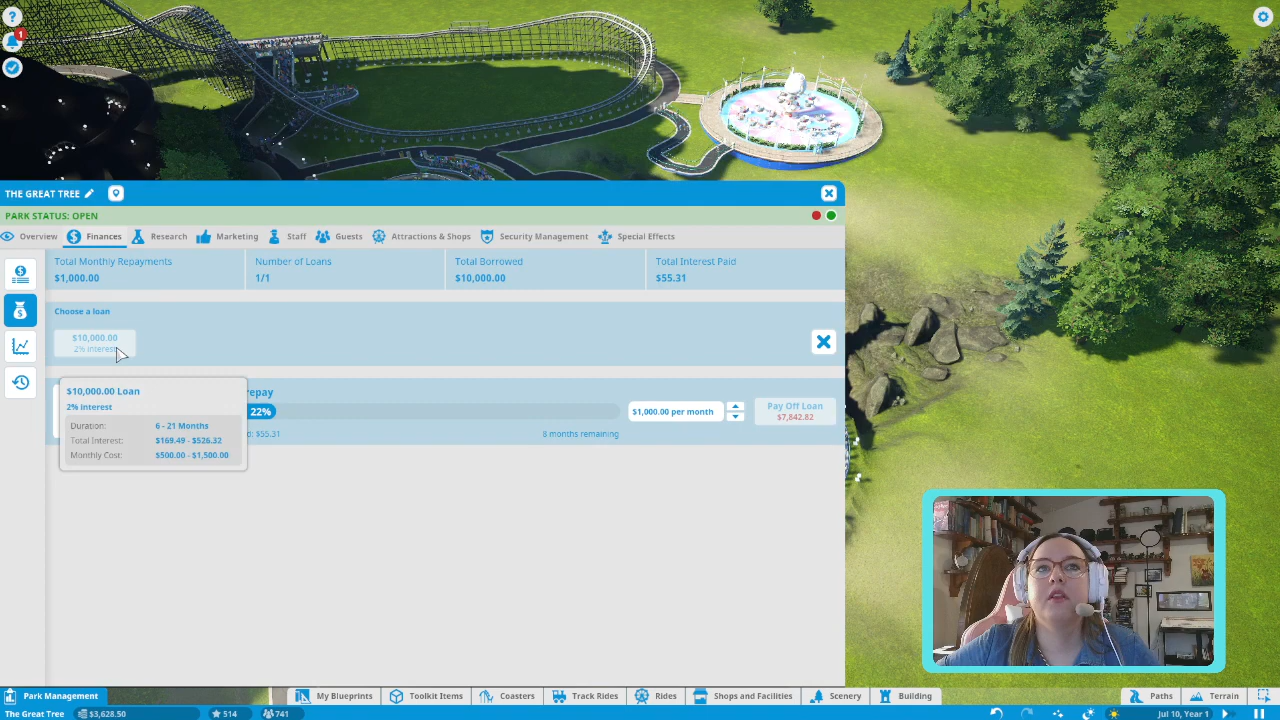 ?
1
THE GREAT TREE
PARK STATUS: OPEN
Overview Finances Research Marketing Staff Guests Attractions & Shops Security Management Special Effects
Total Monthly Repayments Number of Loans Total Borrowed Total Interest Paid
$1,000.00 1/1 $10,000.00 $55.31
Choose a loan
$10,000.00
2% interest
$10,000.00 Loan
2% interest
Duration: 6 - 21 Months
Total Interest: $169.49 - $526.32
Monthly Cost: $500.00 - $1,500.00
repay
22%
$1,000.00 per month
Pay Off Loan
$7,842.82
d: $55.31
8 months remaining
Park Management My Blueprints Toolkit Items Coasters Track Rides Rides Shops and Facilities Scenery Building Paths Terrain
The Great Tree $3,628.50 514 741 Jul 10, Year 1